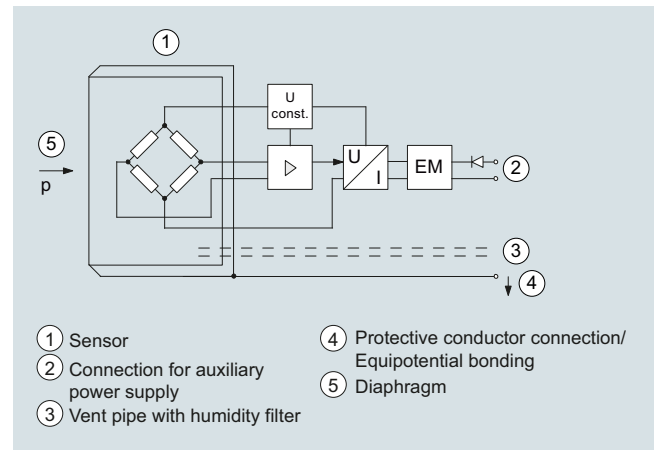 1
U
const.
5
p
U
I
EM
2
3
4
1 Sensor
2 Connection for auxiliary
power supply
3 Vent pipe with humidity filter
4 Protective conductor connection/
Equipotential bonding
5 Diaphragm